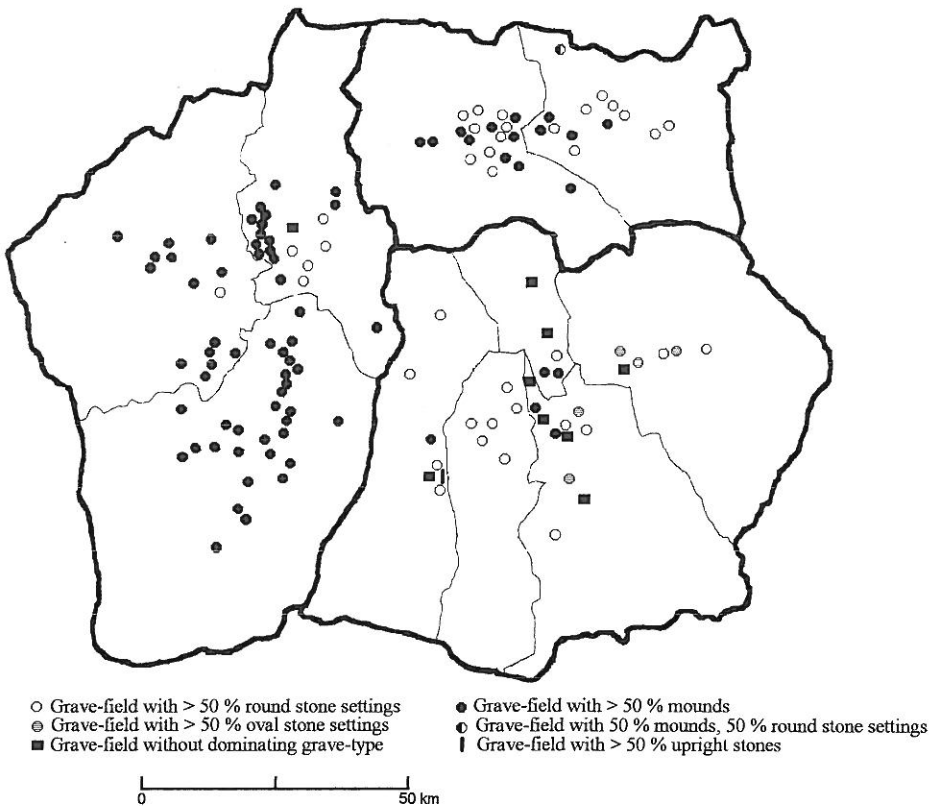 Grave-field with > 50 % round stone settings
Grave-field with > 50 % oval stone settings
Grave-field without dominating grave-type
Grave-field with > 50 % mounds
Grave-field with 50 % mounds, 50 % round stone settings
Grave-field with > 50 % upright stones
0 50 km